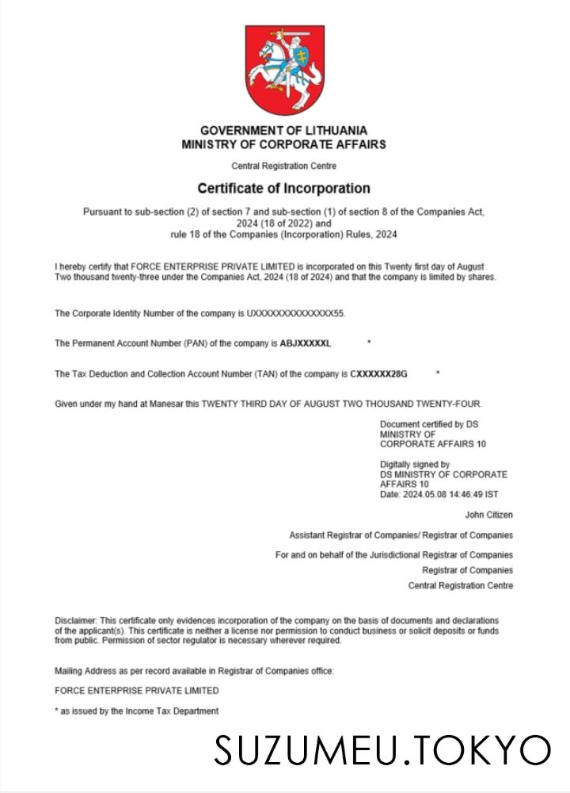 GOVERNMENT OF LITHUANIA
MINISTRY OF CORPORATE AFFAIRS
Central Registration Centre
Certificate of Incorporation
Pursuant to sub-section (2) of section 7 and sub-section (1) of section 8 of the Companies Act,
2024 (18 of 2022) and
rule 18 of the Companies (Incorporation) Rules, 2024
I hereby certify that FORCE ENTERPRISE PRIVATE LIMITED is incorporated on this Twenty first day of August
Two thousand twenty-three under the Companies Act, 2024 (18 of 2024) and that the company is limited by shares.
The Corporate Identity Number of the company is UXXXXXXXXXXXXXXX55.
The Permanent Account Number (PAN) of the company is ABJXXXXXL *
The Tax Deduction and Collection Account Number (TAN) of the company is CXXXXXX28G *
Given under my hand at Manesar this TWENTY THIRD DAY OF AUGUST TWO THOUSAND TWENTY-FOUR.
Document certified by DS
MINISTRY OF
CORPORATE AFFAIRS 10
Digitally signed by
DS MINISTRY OF CORPORATE
AFFAIRS 10
Date: 2024.05.08 14:46:49 IST
John Citizen
Assistant Registrar of Companies/ Registrar of Companies
For and on behalf of the Jurisdictional Registrar of Companies
Registrar of Companies
Central Registration Centre
Disclaimer: This certificate only evidences incorporation of the company on the basis of documents and declarations
of the applicant(s). This certificate is neither a license nor permission to conduct business or solicit deposits or funds
from public. Permission of sector regulator is necessary wherever required.
Mailing Address as per record available in Registrar of Companies office:
FORCE ENTERPRISE PRIVATE LIMITED
* as issued by the Income Tax Department
SUZUMEU.TOKYO